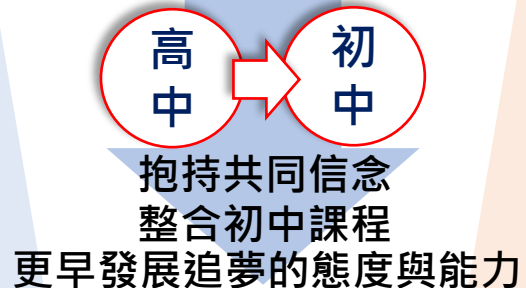 高中
初中
抱持共同信念
整合初中課程
更早發展追夢的態度與能力